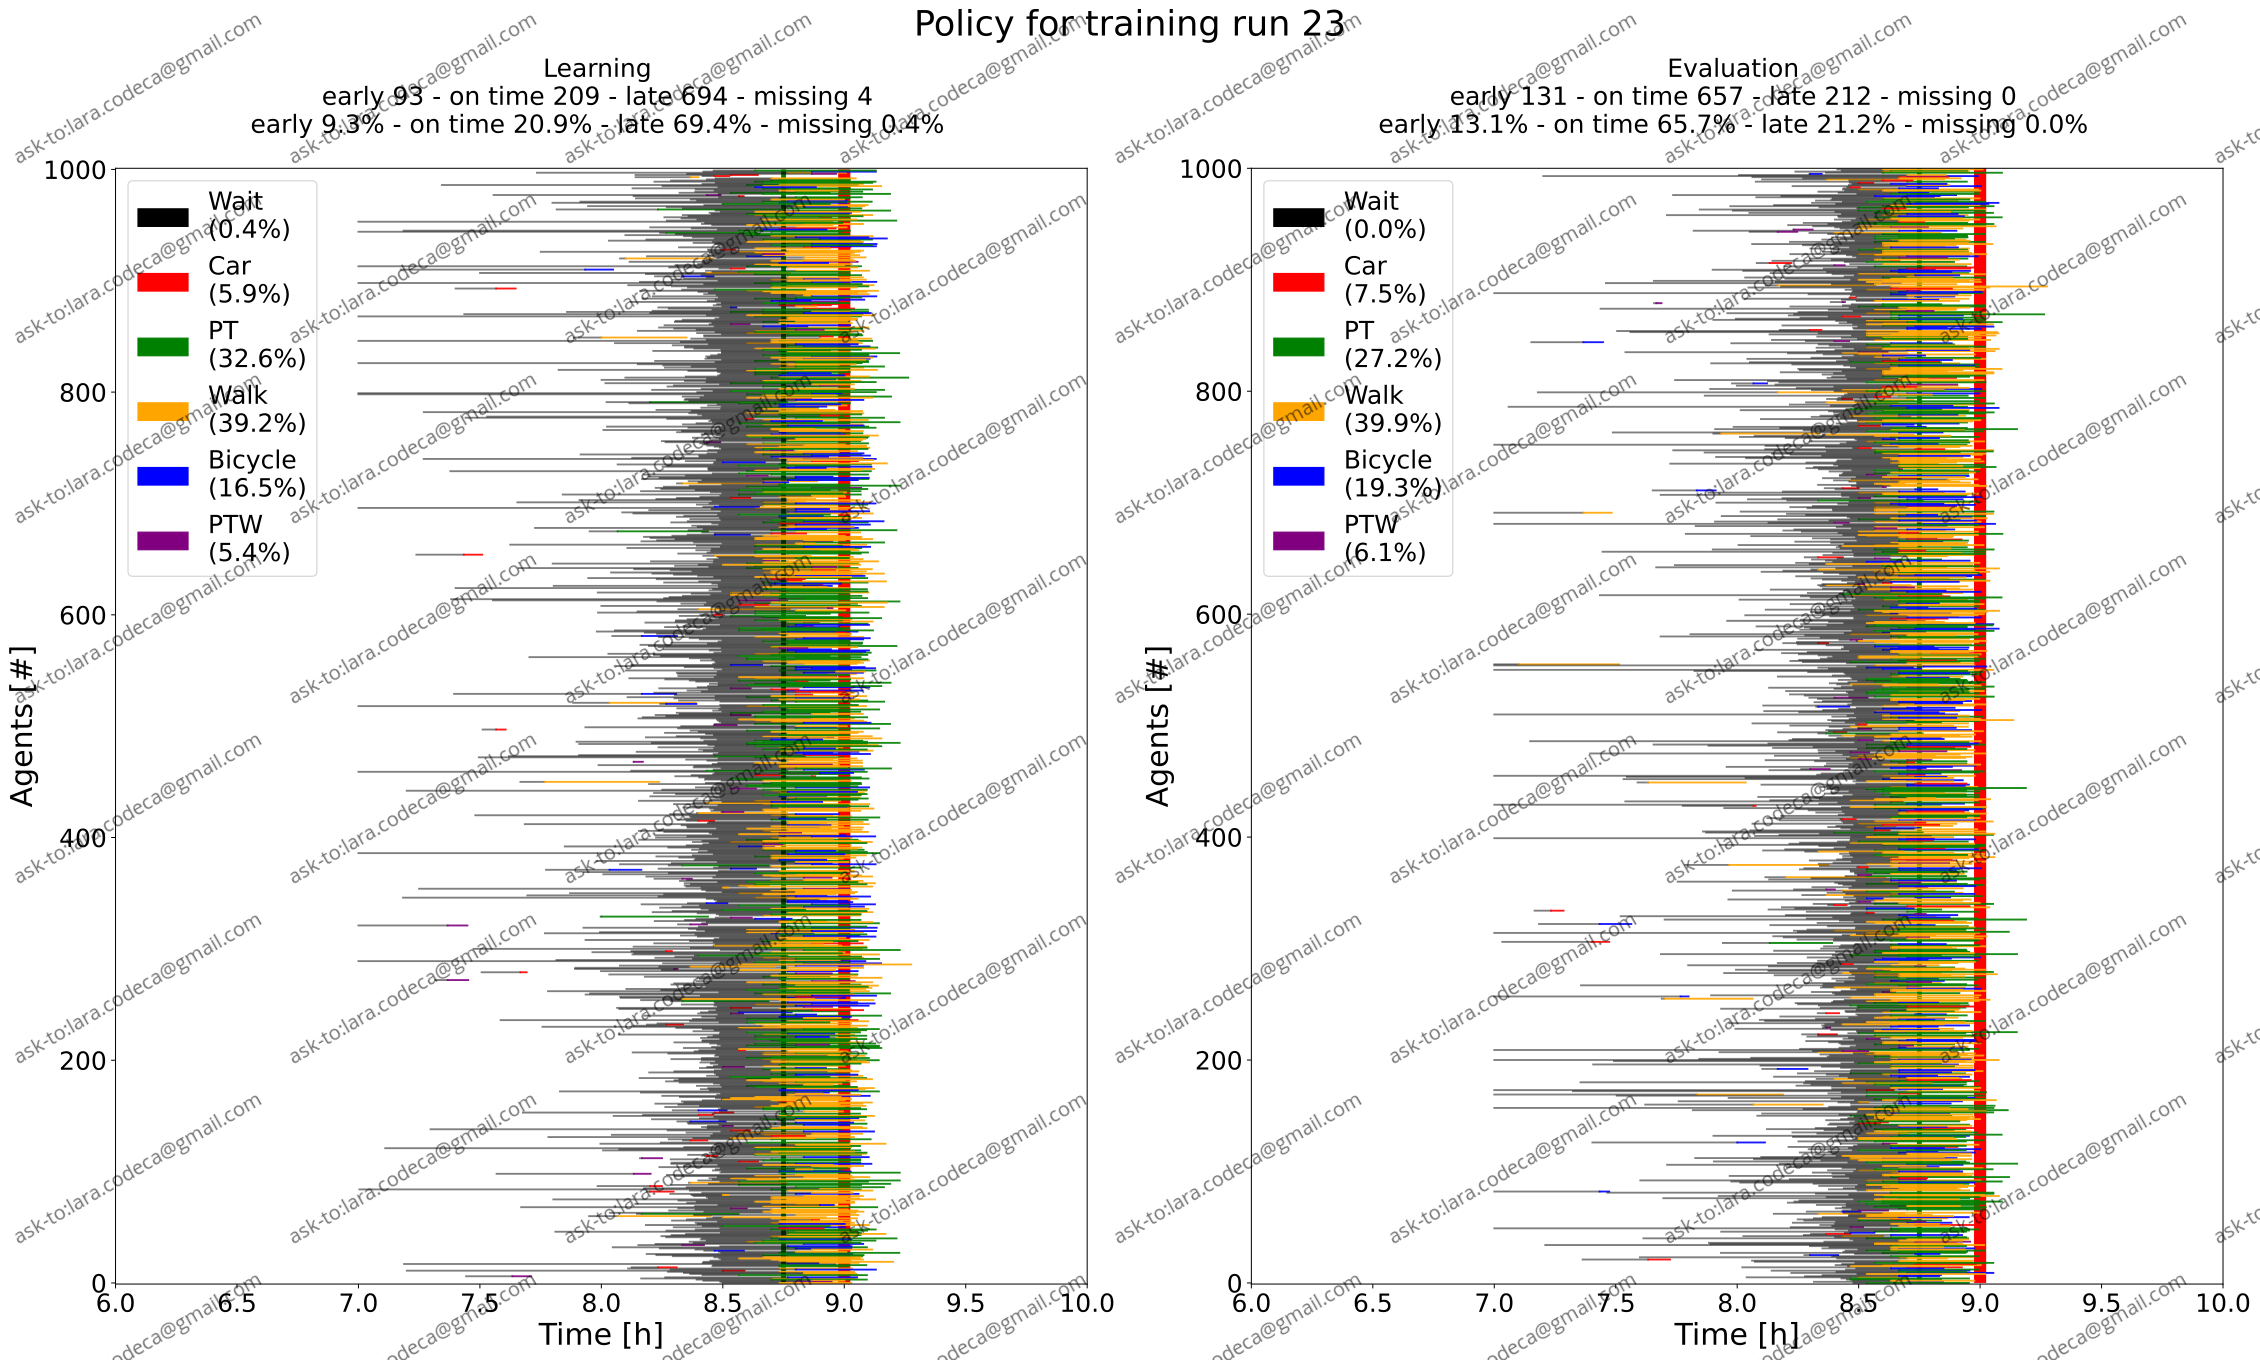 Policy for training run 23
Learning
early 93 - on time 209 - late 694 - missing 4
early 9.3% - on time 20.9% - late 69.4% - missing 0.4%
Wait
(0.4%)
Car
(5.9%)
PT
(32.6%)
Walk
(39.2%)
Bicycle
(16.5%)
PTW
(5.4%)
Agents [#]
1000
800
600
400
200
0
6.0 6.5 7.0 7.5 8.0 8.5 9.0 9.5 10.0
Time [h]
Evaluation
early 131 - on time 657 - late 212 - missing 0
early 13.1% - on time 65.7% - late 21.2% - missing 0.0%
Wait
(0.0%)
Car
(7.5%)
PT
(27.2%)
Walk
(39.9%)
Bicycle
(19.3%)
PTW
(6.1%)
Agents [#]
1000
800
600
400
200
0
6.0 6.5 7.0 7.5 8.0 8.5 9.0 9.5 10.0
Time [h]
ask-to:lara.codeca@gmail.com